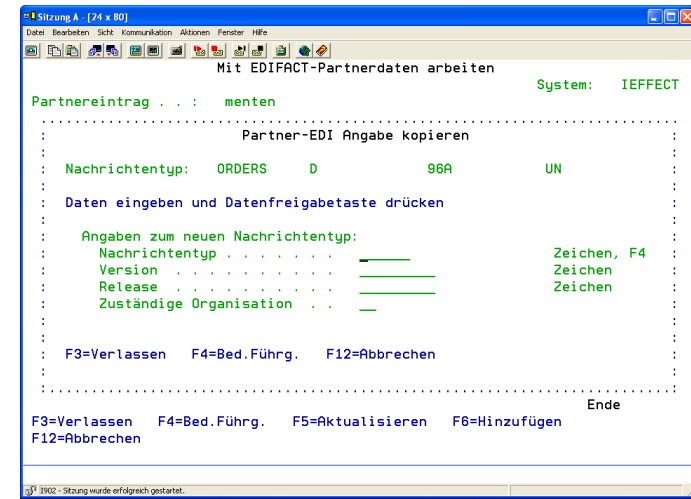 Sitzung A - [24 x 80]
Datei Bearbeiten Sicht Kommunikation Aktionen Fenster Hilfe
Mit EDIFACT-Partnerdaten arbeiten
System: IEFFECT
Partnereintrag . . : menten
Partner-EDI Angabe kopieren
Nachrichtentyp: ORDERS D 96A UN
Daten eingeben und Datenfreigabetaste drücken
Angaben zum neuen Nachrichtentyp:
Nachrichtentyp . . . . . . . Zeichen, F4
Version . . . . . . . . . . Zeichen
Release . . . . . . . . . . Zeichen
Zuständige Organisation . .
F3=Verlassen F4=Bed.Führg. F12=Abbrechen
Ende
F3=Verlassen F4=Bed.Führg. F5=Aktualisieren F6=Hinzufügen
F12=Abbrechen
I902 - Sitzung wurde erfolgreich gestartet.